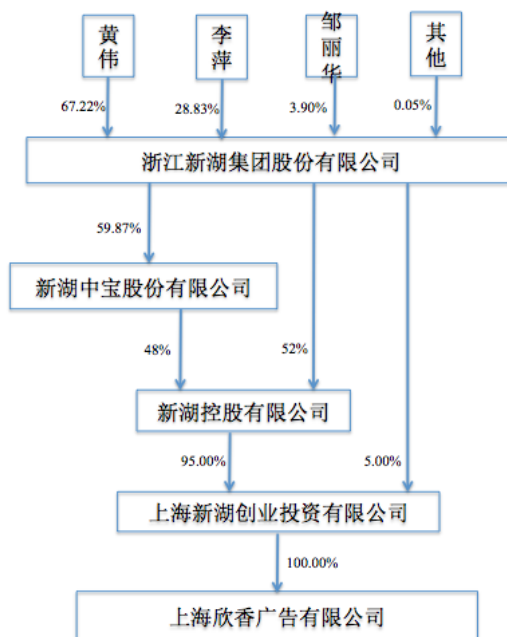 黄伟
李萍
邹丽华
其他
67.22%
28.83%
3.90%
0.05%
浙江新湖集团股份有限公司
59.87%
新湖中宝股份有限公司
48%
52%
新湖控股有限公司
95.00%
5.00%
上海新湖创业投资有限公司
100.00%
上海欣香广告有限公司